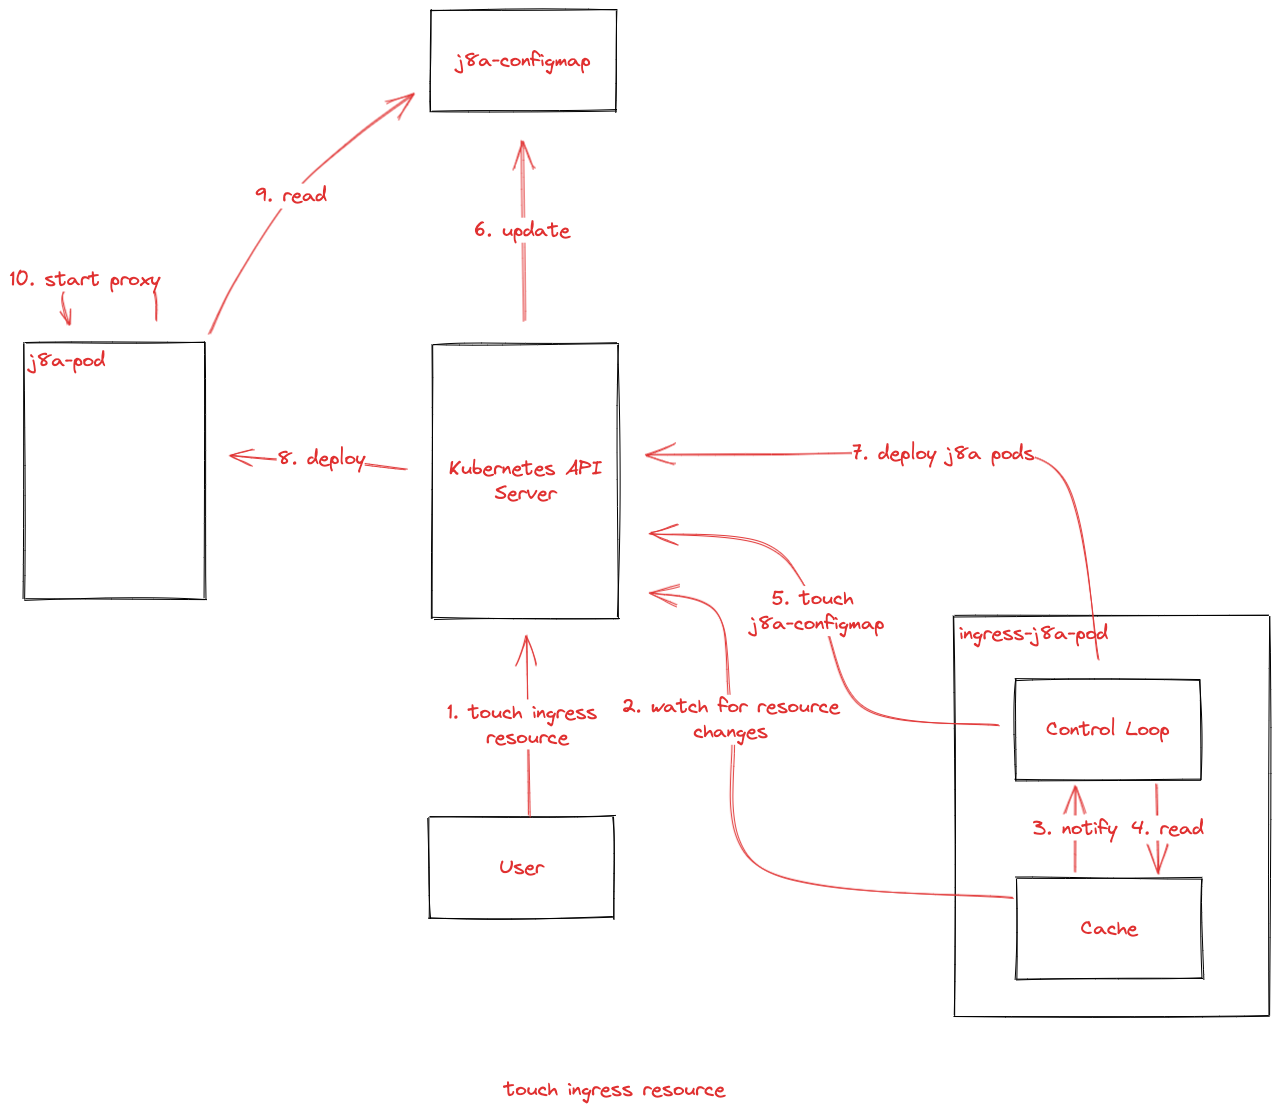 j8a-configmap
9. read
6. update
10. start proxy
j8a-pod
8. deploy
Kubernetes API
Server
7. deploy j8a pods
5. touch
j8a-configmap
ingress-j8a-pod
1. touch ingress
resource
2. watch for resource
changes
Control Loop
3. notify
4. read
User
Cache
touch ingress resource